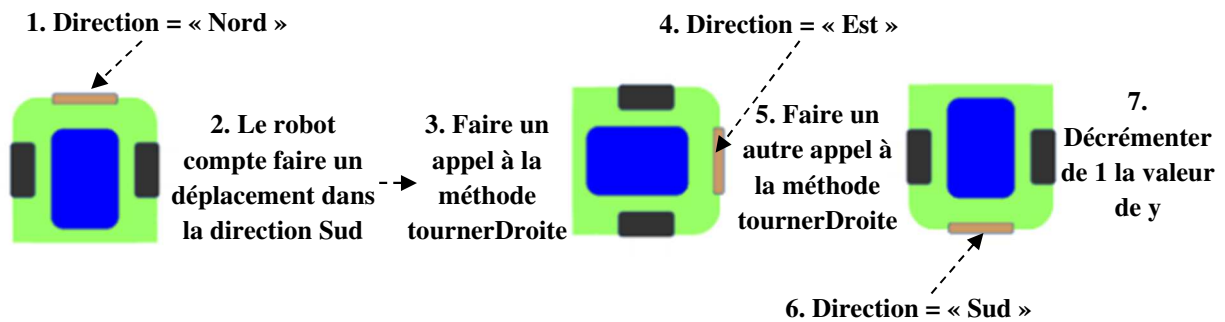 1. Direction = « Nord »
2. Le robot
compte faire un
déplacement dans
la direction Sud
3. Faire un
appel à la
méthode
tournerDroite
4. Direction = « Est »
5. Faire un
autre appel à
la méthode
tournerDroite
6. Direction = « Sud »
7.
Décrémenter
de 1 la valeur
de y